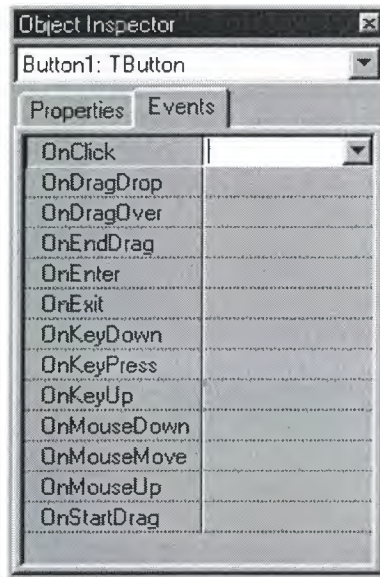 Object Inspector
Button1: TButton
Properties Events
OnClick
OnDragDrop
OnDragOver
OnEndDrag
OnEnter
OnExit
OnKeyDown
OnKeyPress
OnKeyUp
OnMouseDown
OnMouseMove
OnMouseUp
OnStartDrag